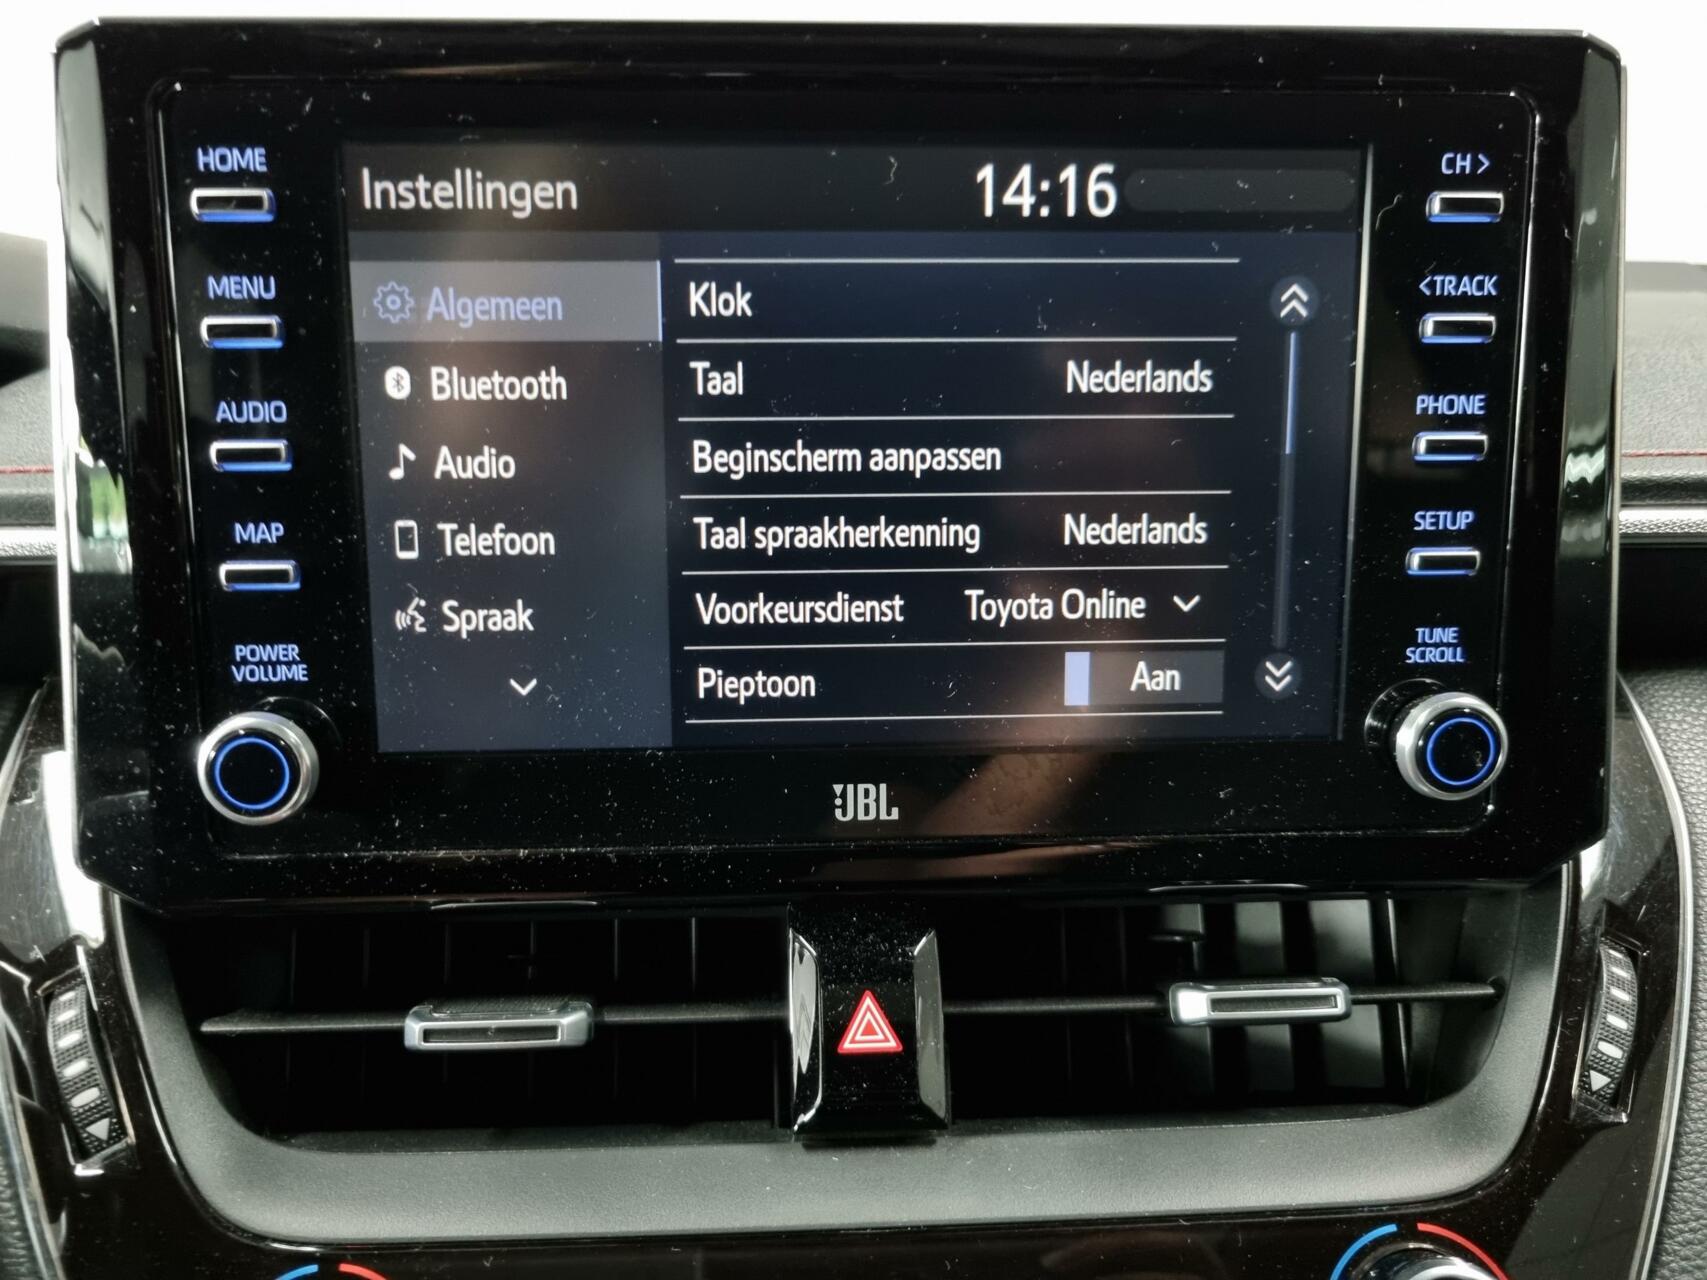 HOME
MENU
AUDIO
MAP
POWER
VOLUME
Instellingen 14:16
Algemeen
Bluetooth
Audio
Telefoon
Spraak
Klok
Taal Nederlands
Beginscherm aanpassen
Taal spraakherkenning Nederlands
Voorkeursdienst Toyota Online
Pieptoon Aan
CH >
< TRACK
PHONE
SETUP
TUNE
SCROLL
JBL